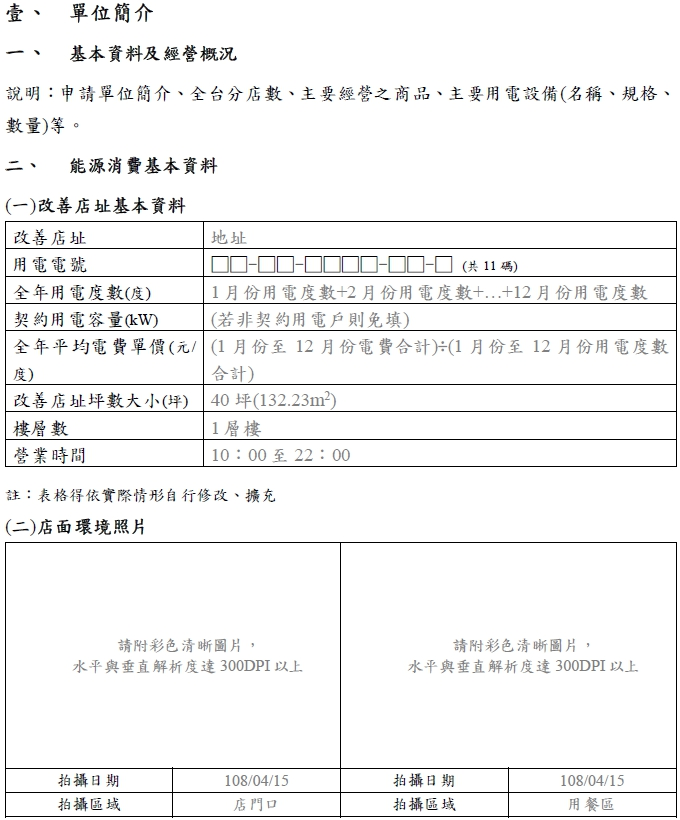 壹、 單位簡介
一、 基本資料及經營概況
說明：申請單位簡介、全台分店數、主要經營之商品、主要用電設備(名稱、規格、
數量)等。
二、 能源消費基本資料
(一)改善店址基本資料
改善店址 地址
用電電號 □□-□□-□□□□-□□-□ (共 11 碼)
全年用電度數(度) 1 月份用電度數+2 月份用電度數+…+12 月份用電度數
契約用電容量(kW) (若非契約用電戶則免填)
全年平均電費單價(元/ (1 月份至 12 月份電費合計)÷(1 月份至 12 月份用電度數
度) 合計)
改善店址坪數大小(坪) 40 坪(132.23m²)
樓層數 1 層樓
營業時間 10：00 至 22：00
註：表格得依實際情形自行修改、擴充
(二)店面環境照片
請附彩色清晰圖片， 請附彩色清晰圖片，
水平與垂直解析度達 300DPI 以上 水平與垂直解析度達 300DPI 以上
拍攝日期 108/04/15 拍攝日期 108/04/15
拍攝區域 店門口 拍攝區域 用餐區